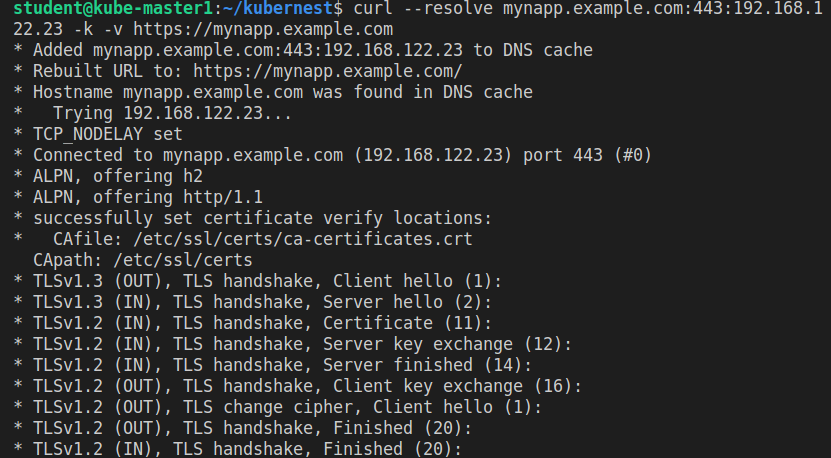 student@kube-master1:~/kubernest$ curl --resolve mynapp.example.com:443:192.168.1
22.23 -k -v https://mynapp.example.com
* Added mynapp.example.com:443:192.168.122.23 to DNS cache
* Rebuilt URL to: https://mynapp.example.com/
* Hostname mynapp.example.com was found in DNS cache
*   Trying 192.168.122.23...
* TCP_NODELAY set
* Connected to mynapp.example.com (192.168.122.23) port 443 (#0)
* ALPN, offering h2
* ALPN, offering http/1.1
* successfully set certificate verify locations:
*   CAfile: /etc/ssl/certs/ca-certificates.crt
  CApath: /etc/ssl/certs
* TLSv1.3 (OUT), TLS handshake, Client hello (1):
* TLSv1.3 (IN), TLS handshake, Server hello (2):
* TLSv1.2 (IN), TLS handshake, Certificate (11):
* TLSv1.2 (IN), TLS handshake, Server key exchange (12):
* TLSv1.2 (IN), TLS handshake, Server finished (14):
* TLSv1.2 (OUT), TLS handshake, Client key exchange (16):
* TLSv1.2 (OUT), TLS change cipher, Client hello (1):
* TLSv1.2 (OUT), TLS handshake, Finished (20):
* TLSv1.2 (IN), TLS handshake, Finished (20):